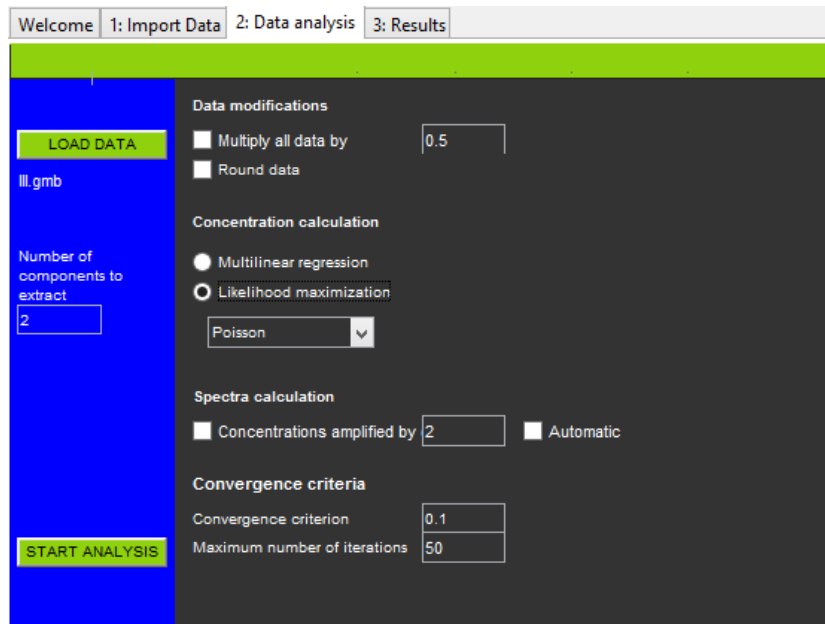 Welcome
1: Import Data
2: Data analysis
3: Results
LOAD DATA
III.gmb
Number of
components to
extract
2
START ANALYSIS
Data modifications
Multiply all data by
0.5
Round data
Concentration calculation
Multilinear regression
Likelihood maximization
Poisson
Spectra calculation
Concentrations amplified by
2
Automatic
Convergence criteria
Convergence criterion
0.1
Maximum number of iterations
50